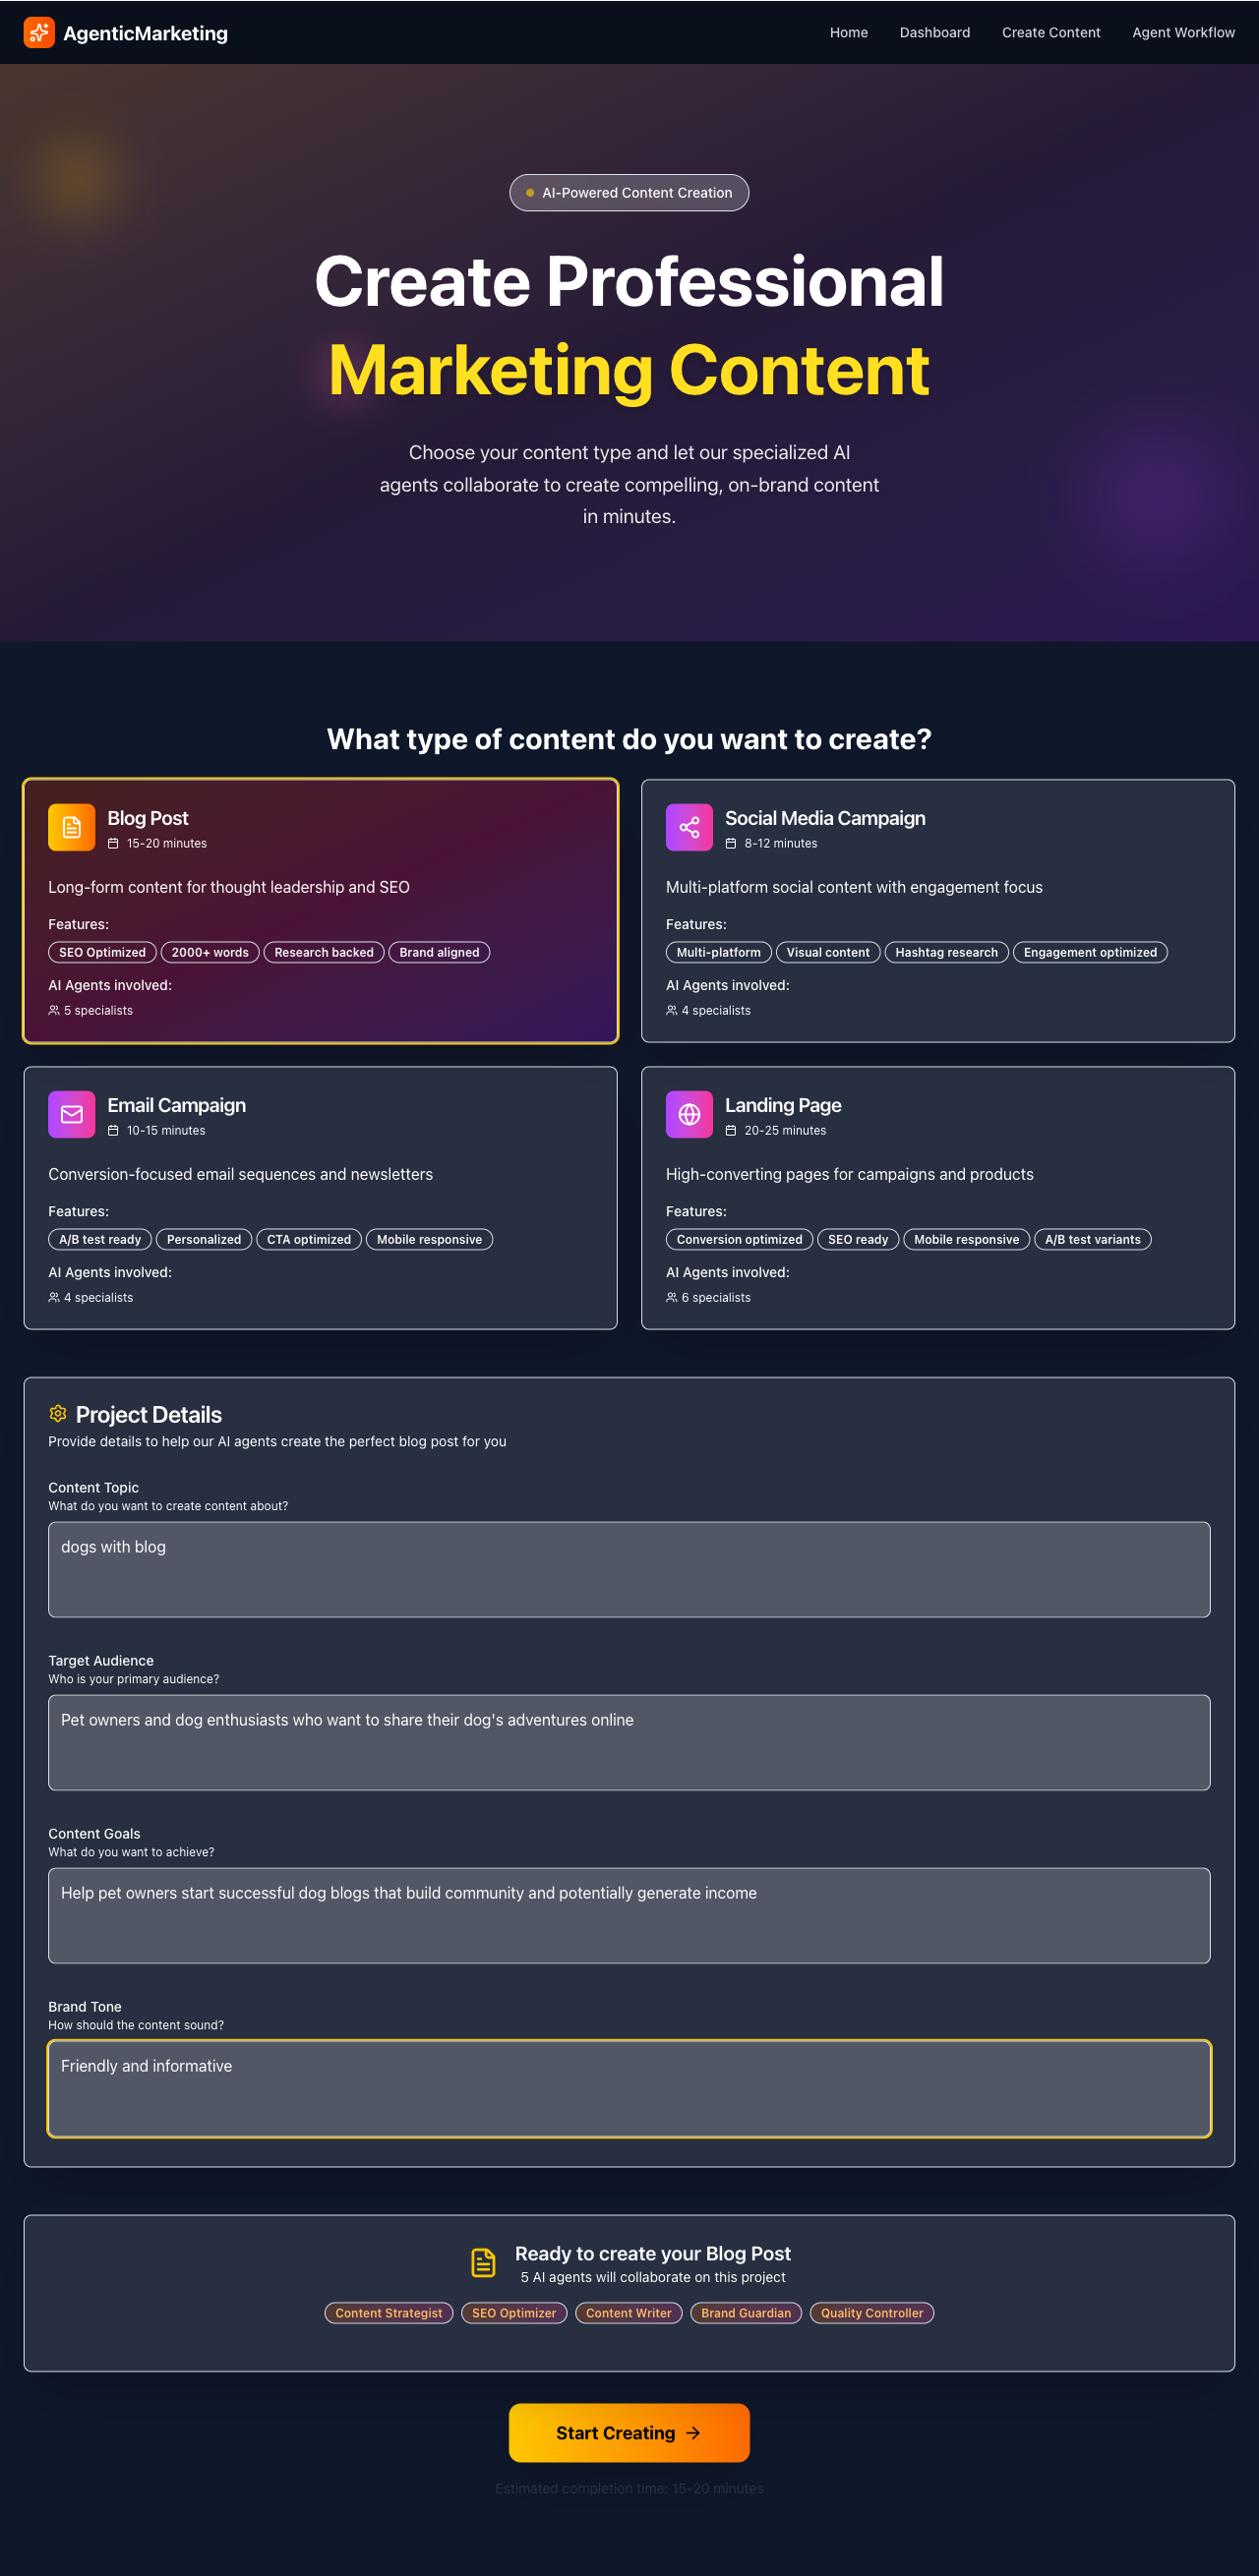 AgenticMarketing
Home Dashboard Create Content Agent Workflow
AI-Powered Content Creation
Create Professional
Marketing Content
Choose your content type and let our specialized AI
agents collaborate to create compelling, on-brand content
in minutes.
What type of content do you want to create?
Blog Post
15-20 minutes
Long-form content for thought leadership and SEO
Features:
SEO Optimized 2000+ words Research backed Brand aligned
AI Agents involved:
5 specialists
Social Media Campaign
8-12 minutes
Multi-platform social content with engagement focus
Features:
Multi-platform Visual content Hashtag research Engagement optimized
AI Agents involved:
4 specialists
Email Campaign
10-15 minutes
Conversion-focused email sequences and newsletters
Features:
A/B test ready Personalized CTA optimized Mobile responsive
AI Agents involved:
4 specialists
Landing Page
20-25 minutes
High-converting pages for campaigns and products
Features:
Conversion optimized SEO ready Mobile responsive A/B test variants
AI Agents involved:
6 specialists
Project Details
Provide details to help our AI agents create the perfect blog post for you
Content Topic
What do you want to create content about?
dogs with blog
Target Audience
Who is your primary audience?
Pet owners and dog enthusiasts who want to share their dog's adventures online
Content Goals
What do you want to achieve?
Help pet owners start successful dog blogs that build community and potentially generate income
Brand Tone
How should the content sound?
Friendly and informative
Ready to create your Blog Post
5 AI agents will collaborate on this project
Content Strategist SEO Optimizer Content Writer Brand Guardian Quality Controller
Start Creating
Estimated completion time: 15-20 minutes